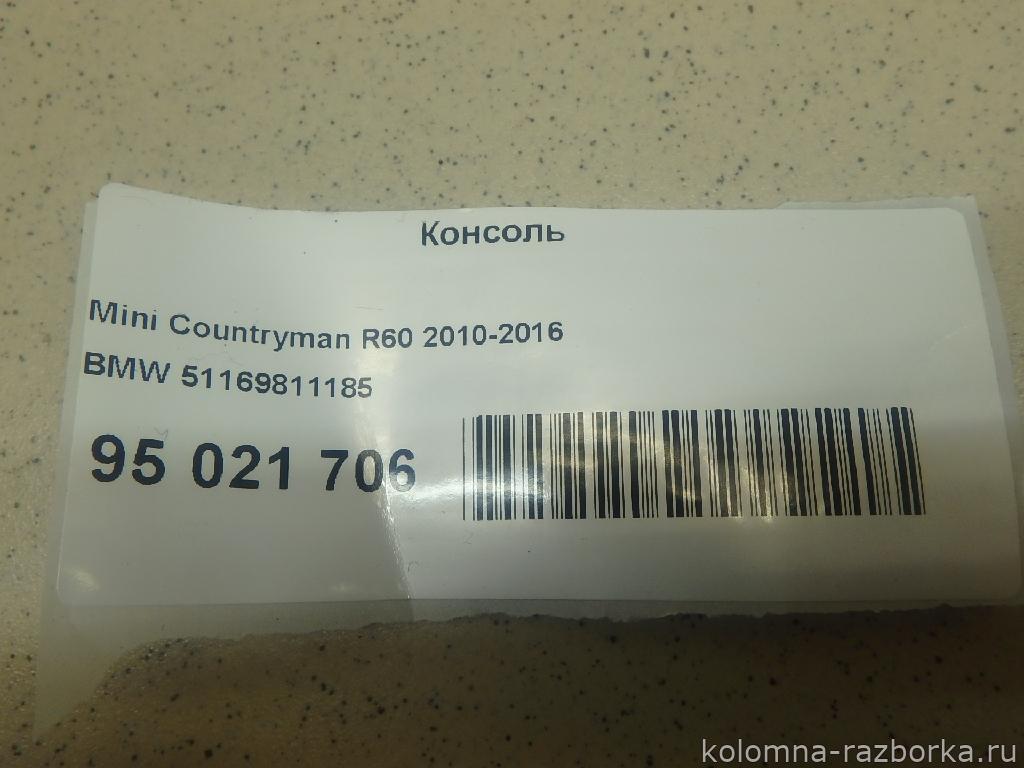 Консоль
Mini Countryman R60 2010-2016
BMW 51169811185
95 021 706
kolomna-razborka.ru